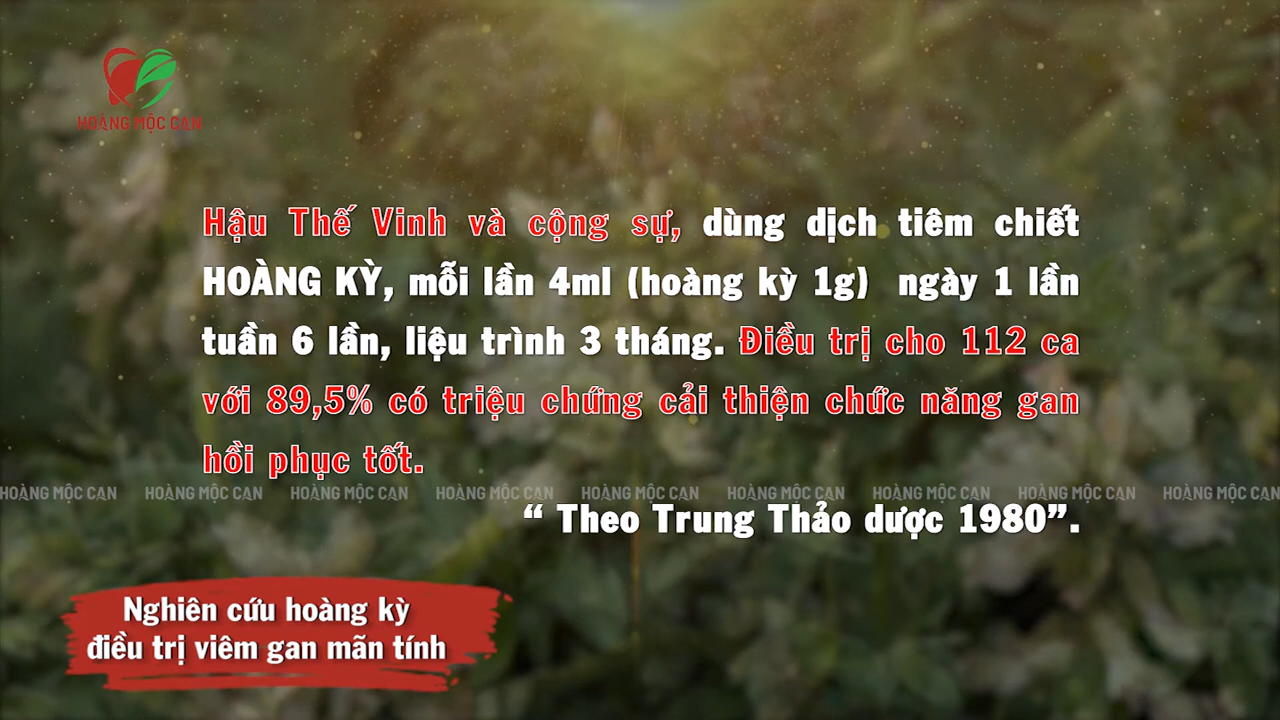 HOÀNG MỘC CAN
Hậu Thế Vinh và cộng sự, dùng dịch tiêm chiết
HOÀNG KỲ, mỗi lần 4ml (hoàng kỳ 1g) ngày 1 lần
tuần 6 lần, liệu trình 3 tháng. Điều trị cho 112 ca
với 89,5% có triệu chứng cải thiện chức năng gan
hồi phục tốt.
HOÀNG MỘC CAN HOÀNG MỘC CAN HOÀNG MỘC CAN HOÀNG MỘC CAN HOÀNG MỘC CAN HOÀNG MỘC CAN HOÀNG MỘC CAN HOÀNG MỘC CAN HOÀNG MỘC CAN
“ Theo Trung Thảo dược 1980”.
Nghiên cứu hoàng kỳ
điều trị viêm gan mãn tính